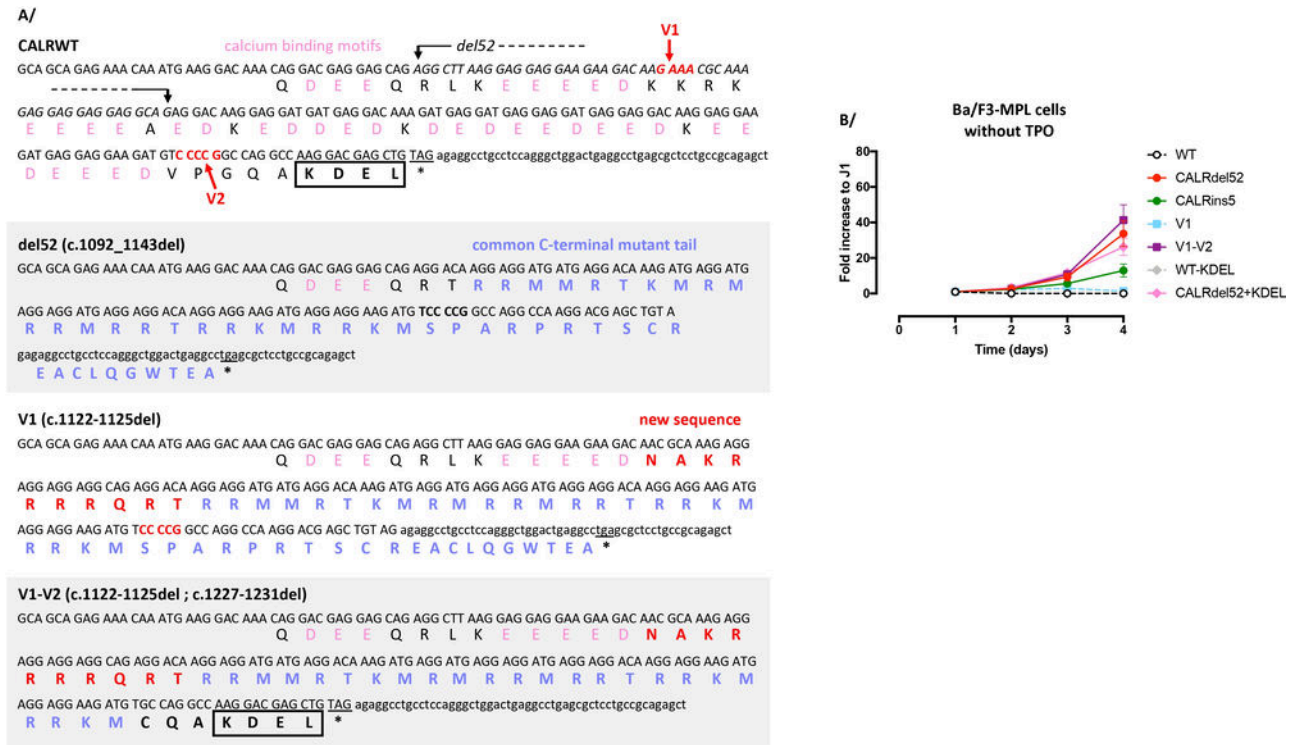 A/
CALRWT
calcium binding motifs
del52
V1
GCA GCA GAG AAA CAA ATG AAG GAC AAA CAG GAC GAG GAG CAG AGG CTT AAG GAG GAG GAA GAA GAC AAG AAA CGC AAA
Q D E E Q R L K E E E E D K K R K
GAG GAG GAG GAG GCA GAG GAC AAG GAG GAT GAT GAG GAC AAA GAT GAG GAT GAG GAG GAT GAG GAG GAC AAG GAG GAA
E E E E A E D K E D D E D K D E D E E D E E D K E E
GAT GAG GAG GAA GAT GTC CCC GGC CAG GCC AAG GAC GAG CTG TAG agaggcctgcctccagggctggactgaggcctgagcgctcctgccgcagagct
D E E E D V P G Q A K D E L *
V2
del52 (c.1092_1143del)
common C-terminal mutant tail
GCA GCA GAG AAA CAA ATG AAG GAC AAA CAG GAC GAG GAG CAG AGG ACA AGG AGG ATG ATG AGG ACA AAG ATG AGG ATG
Q D E E Q R T R R M M R T K M R M
AGG AGG ATG AGG AGG ACA AGG AGG AAG ATG AGG AGG AAG ATG TCC CCG GCC AGG CCA AGG ACG AGC TGT A
R R M R R T R R K M R R K M S P A R P R T S C R
gagaggcctgcctccagggctggactgaggcctgagcgctcctgccgcagagct
E A C L Q G W T E A *
V1 (c.1122-1125del)
new sequence
GCA GCA GAG AAA CAA ATG AAG GAC AAA CAG GAC GAG GAG CAG AGG CTT AAG GAG GAG GAA GAA GAC AAC GCA AAG AGG
Q D E E Q R L K E E E E D N A K R
AGG AGG AGG CAG AGG ACA AGG AGG ATG ATG AGG ACA AAG ATG AGG ATG AGG AGG ATG AGG AGG ACA AGG AGG AAG ATG
R R R Q R T R R M M R T K M R M R R M R R T R R K M
AGG AGG AAG ATG TCC CCG GCC AGG CCA AGG ACG AGC TGT AG agaggcctgcctccagggctggactgaggcctgagcgctcctgccgcagagct
R R K M S P A R P R T S C R E A C L Q G W T E A *
V1-V2 (c.1122-1125del ; c.1227-1231del)
GCA GCA GAG AAA CAA ATG AAG GAC AAA CAG GAC GAG GAG CAG AGG CTT AAG GAG GAG GAA GAA GAC AAC GCA AAG AGG
Q D E E Q R L K E E E E D N A K R
AGG AGG AGG CAG AGG ACA AGG AGG ATG ATG AGG ACA AAG ATG AGG ATG AGG AGG ATG AGG AGG ACA AGG AGG AAG ATG
R R R Q R T R R M M R T K M R M R R M R R T R R K M
AGG AGG AAG ATG TGC CAG GCC AAG GAC GAG CTG TAG agaggcctgcctccagggctggactgaggcctgagcgctcctgccgcagagct
R R K M C Q A K D E L *
B/
Ba/F3-MPL cells
without TPO
Fold increase to J1
80
60
40
20
0
0 1 2 3 4
Time (days)
WT
CALRdel52
CALRins5
V1
V1-V2
WT-KDEL
CALRdel52+KDEL